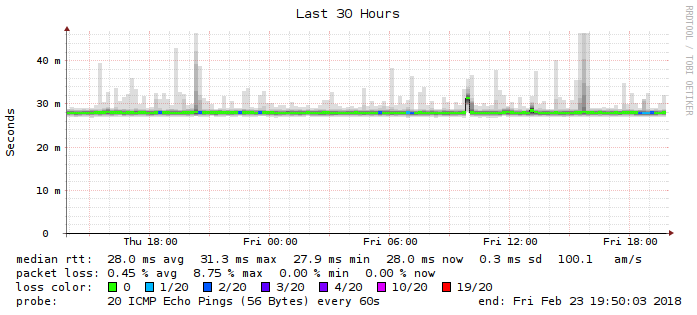 Last 30 Hours
RRDTOOL / TOBI OETIKER
Seconds
40 m
30 m
20 m
10 m
0
Thu 18:00 Fri 00:00 Fri 06:00 Fri 12:00 Fri 18:00
median rtt: 28.0 ms avg 31.3 ms max 27.9 ms min 28.0 ms now 0.3 ms sd 100.1 am/s
packet loss: 0.45 % avg 8.75 % max 0.00 % min 0.00 % now
loss color: 0 1/20 2/20 3/20 4/20 10/20 19/20
probe: 20 ICMP Echo Pings (56 Bytes) every 60s end: Fri Feb 23 19:50:03 2018